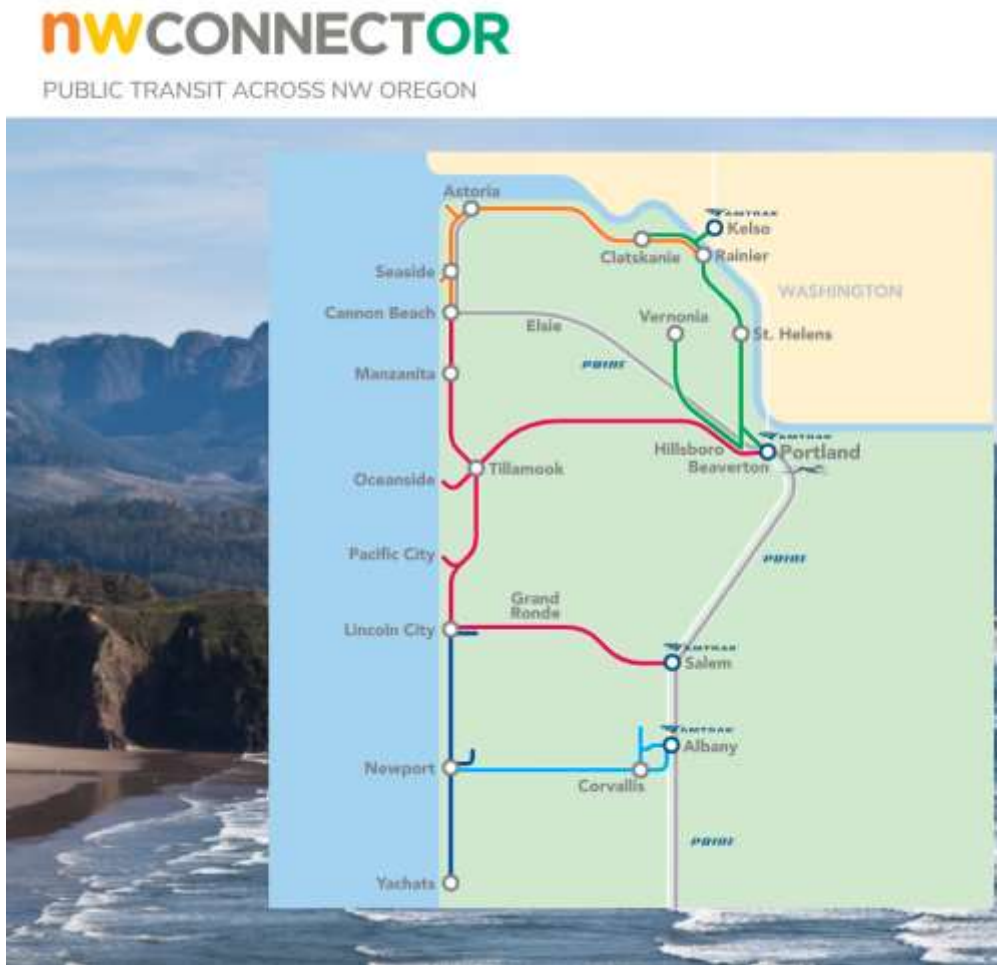 nwCONNECTOR
PUBLIC TRANSIT ACROSS NW OREGON
Astoria
AMTRAK
Kelso
Clatskanie
Rainier
Seaside
WASHINGTON
Cannon Beach
Elsie
Vernonia
St. Helens
POINT
Manzanita
AMTRAK
Hillsboro
Portland
Beaverton
Tillamook
Oceanside
Pacific City
POINT
Grand
Ronde
Lincoln City
AMTRAK
Salem
AMTRAK
Albany
Newport
Corvallis
POINT
Yachats